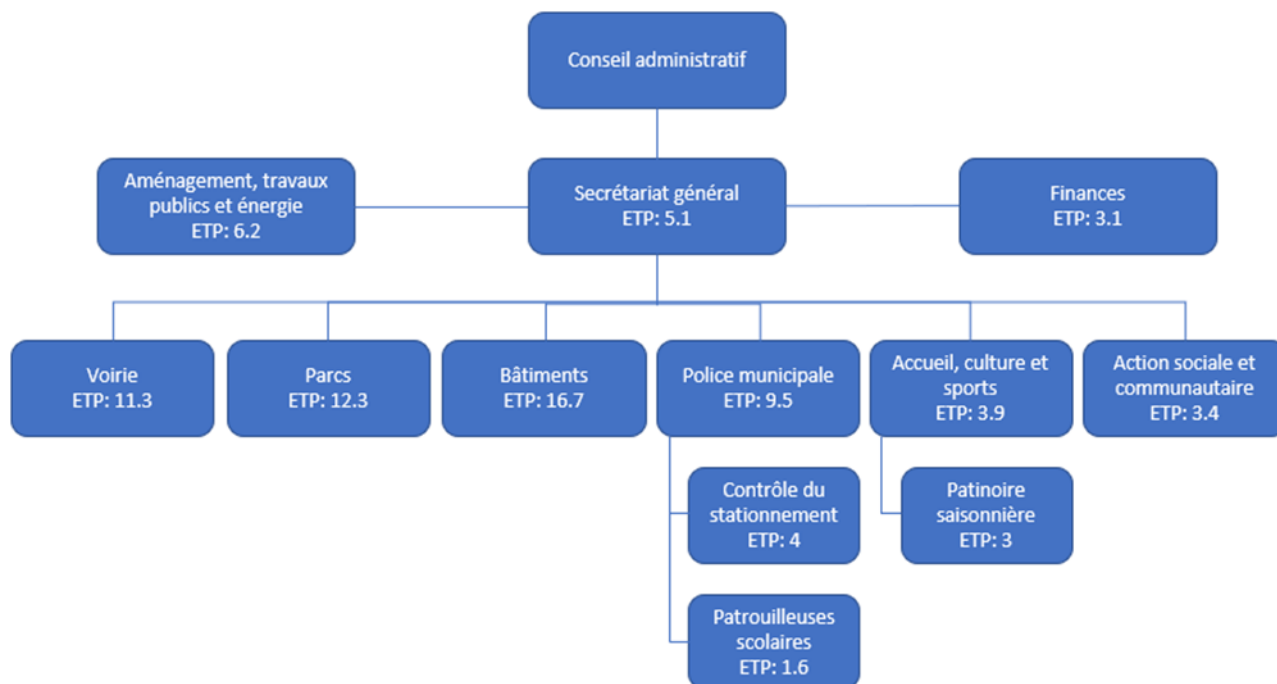 Conseil administratif
Aménagement, travaux
publics et énergie
ETP: 6.2
Secrétariat général
ETP: 5.1
Finances
ETP: 3.1
Voirie
ETP: 11.3
Parcs
ETP: 12.3
Bâtiments
ETP: 16.7
Police municipale
ETP: 9.5
Accueil, culture et
sports
ETP: 3.9
Action sociale et
communautaire
ETP: 3.4
Contrôle du
stationnement
ETP: 4
Patinoire
saisonnière
ETP: 3
Patrouilleuses
scolaires
ETP: 1.6